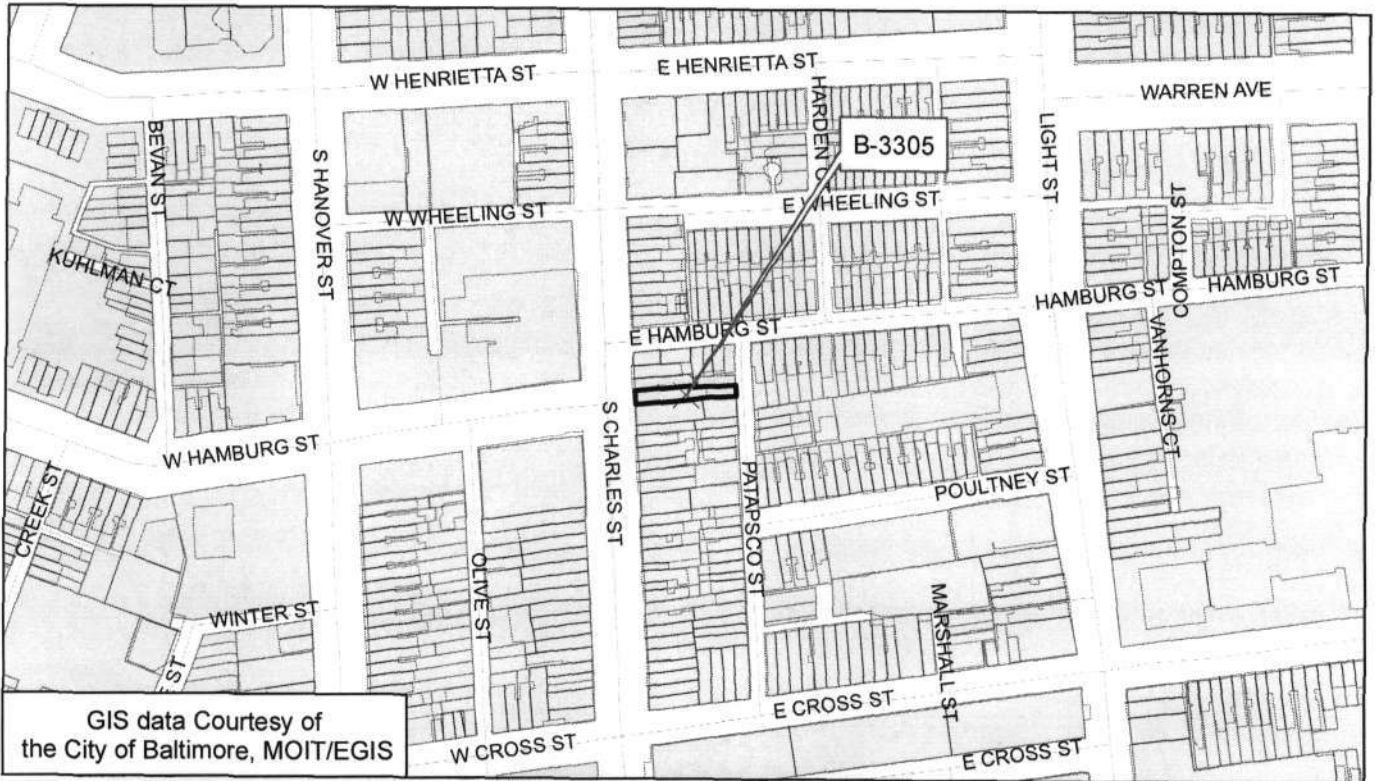 W HENRIETTA ST
E HENRIETTA ST
WARREN AVE
BEVAN ST
S HANOVER ST
HARDEN CT
B-3305
LIGHT ST
W WHEELING ST
E WHEELING ST
COMPTON ST
KUHLMAN CT
HAMBURG ST
HAMBURG ST
E HAMBURG ST
VANHORNS CT
S CHARLES ST
W HAMBURG ST
CREEK ST
PATAPSCO ST
POULTNEY ST
OLIVE ST
WINTER ST
MARSHALL ST
E ST
E CROSS ST
W CROSS ST
E CROSS ST
GIS data Courtesy of
the City of Baltimore, MOIT/EGIS